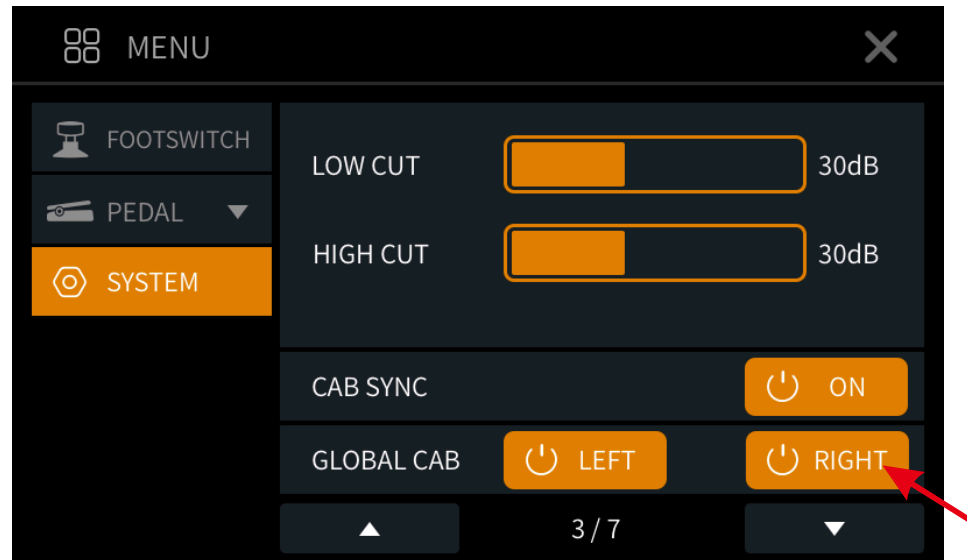 MENU
FOOTSWITCH
PEDAL
SYSTEM
LOW CUT 30dB
HIGH CUT 30dB
CAB SYNC ON
GLOBAL CAB LEFT RIGHT
3 / 7